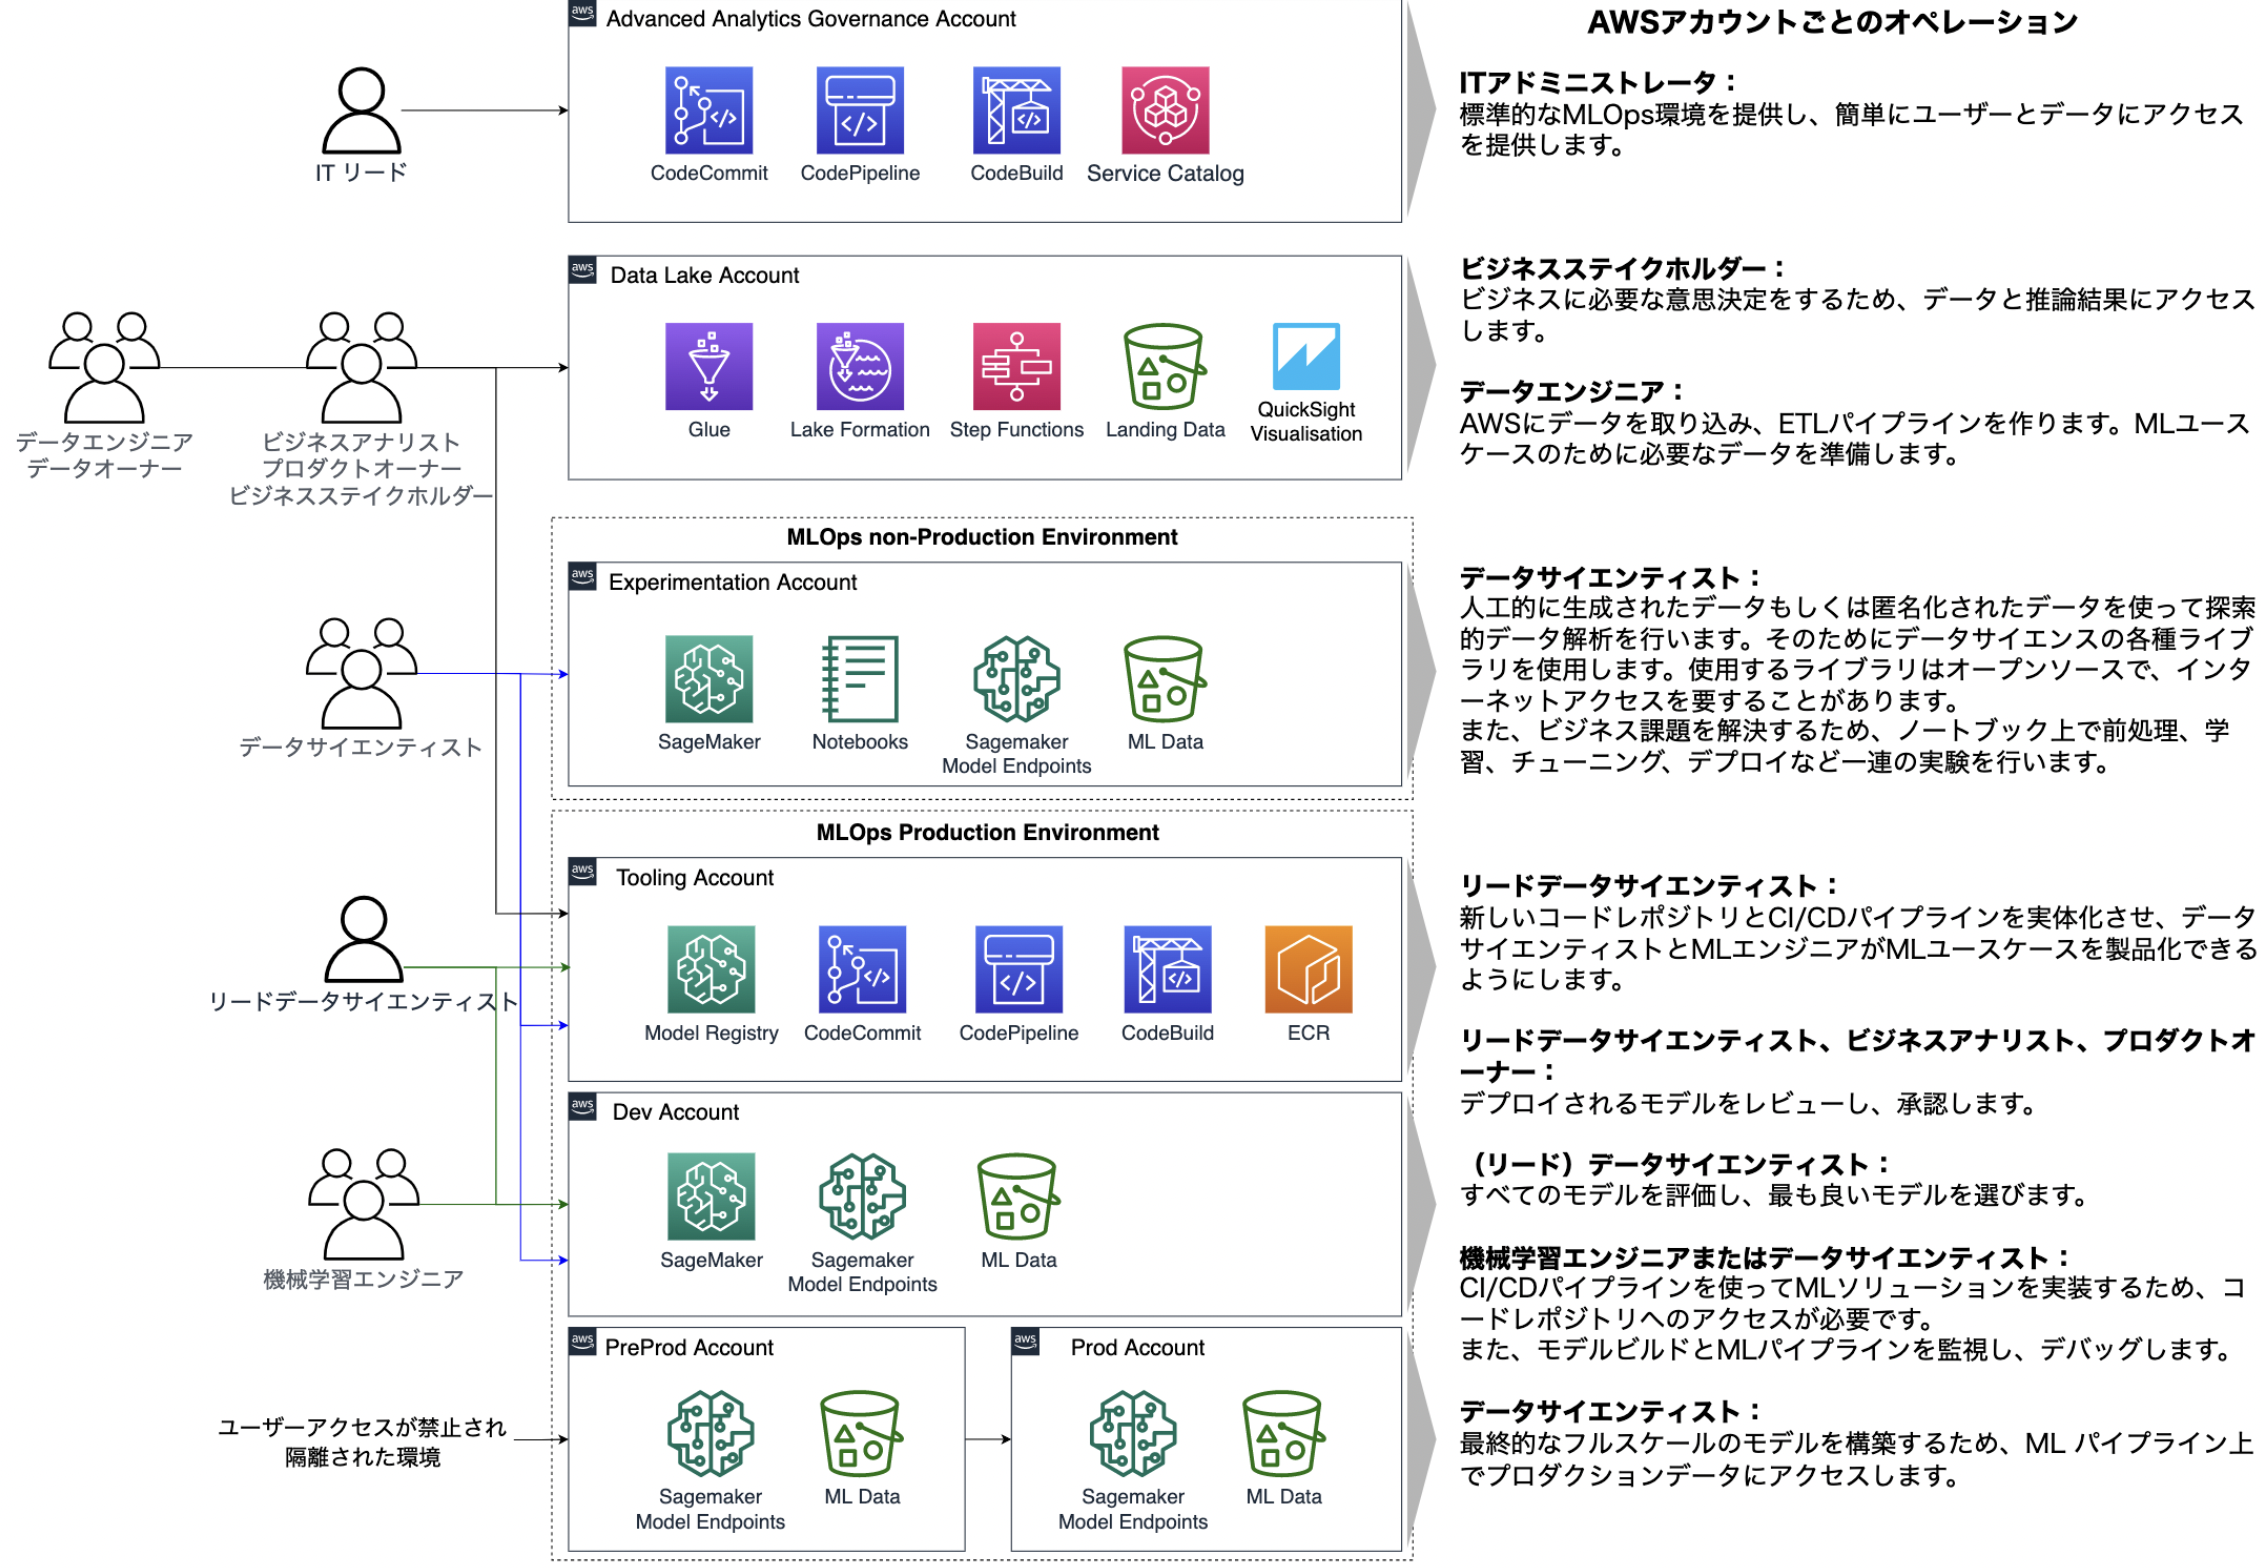 aws
Advanced Analytics Governance Account
CodeCommit
CodePipeline
CodeBuild
Service Catalog
IT リード
AWSアカウントごとのオペレーション
ITアドミニストレータ：
標準的なMLOps環境を提供し、簡単にユーザーとデータにアクセス
を提供します。
aws
Data Lake Account
Glue
Lake Formation
Step Functions
Landing Data
QuickSight
Visualisation
データエンジニア
データオーナー
ビジネスアナリスト
プロダクトオーナー
ビジネスステイクホルダー
ビジネスステイクホルダー：
ビジネスに必要な意思決定をするため、データと推論結果にアクセス
します。
データエンジニア：
AWSにデータを取り込み、ETLパイプラインを作ります。MLユース
ケースのために必要なデータを準備します。
MLOps non-Production Environment
aws
Experimentation Account
SageMaker
Notebooks
Sagemaker
Model Endpoints
ML Data
データサイエンティスト
データサイエンティスト：
人工的に生成されたデータもしくは匿名化されたデータを使って探索
的データ解析を行います。そのためにデータサイエンスの各種ライブ
ラリを使用します。使用するライブラリはオープンソースで、インタ
ーネットアクセスを要することがあります。
また、ビジネス課題を解決するため、ノートブック上で前処理、学
習、チューニング、デプロイなど一連の実験を行います。
MLOps Production Environment
aws
Tooling Account
Model Registry
CodeCommit
CodePipeline
CodeBuild
ECR
リードデータサイエンティスト
リードデータサイエンティスト：
新しいコードレポジトリとCI/CDパイプラインを実体化させ、データ
サイエンティストとMLエンジニアがMLユースケースを製品化できる
ようにします。
リードデータサイエンティスト、ビジネスアナリスト、プロダクトオ
ーナー：
デプロイされるモデルをレビューし、承認します。
aws
Dev Account
SageMaker
Sagemaker
Model Endpoints
ML Data
機械学習エンジニア
（リード）データサイエンティスト：
すべてのモデルを評価し、最も良いモデルを選びます。
機械学習エンジニアまたはデータサイエンティスト：
CI/CDパイプラインを使ってMLソリューションを実装するため、コ
ードレポジトリへのアクセスが必要です。
また、モデルビルドとMLパイプラインを監視し、デバッグします。
ユーザーアクセスが禁止され
隔離された環境
aws
PreProd Account
Sagemaker
Model Endpoints
ML Data
aws
Prod Account
Sagemaker
Model Endpoints
ML Data
データサイエンティスト：
最終的なフルスケールのモデルを構築するため、ML パイプライン上
でプロダクションデータにアクセスします。